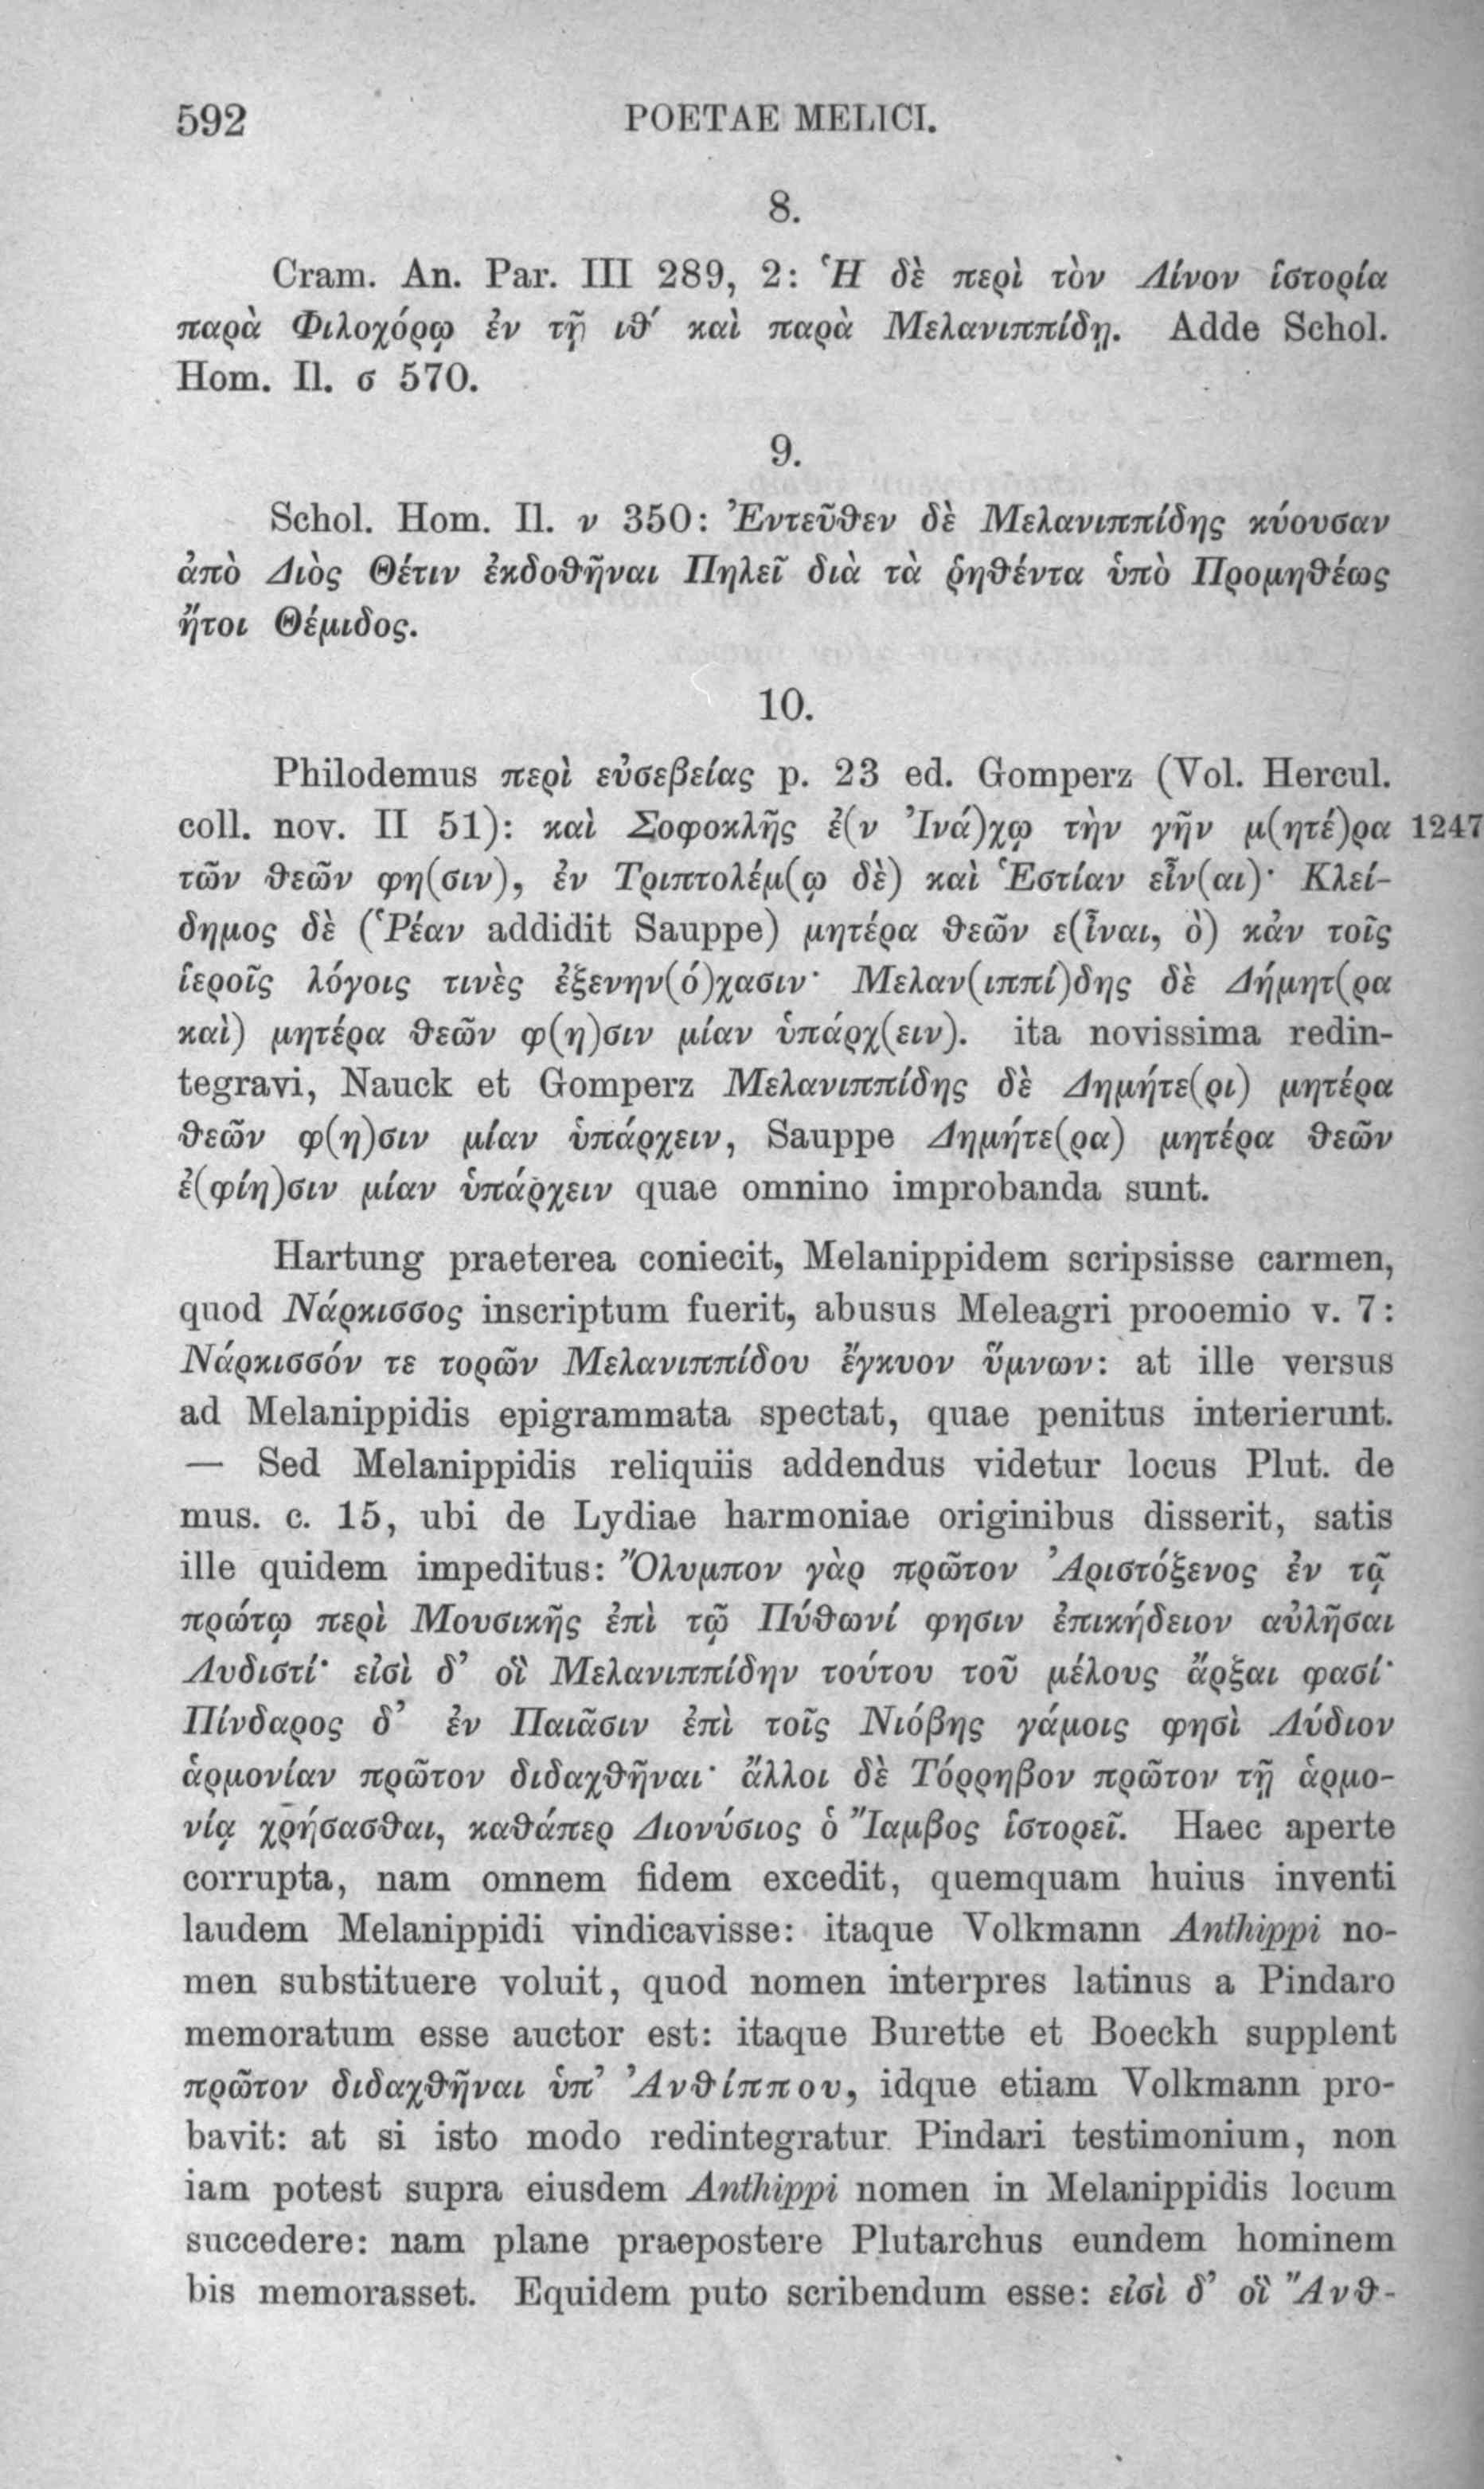 592
POETAE MELICI.
8.
Cram. An. Par. III 289, 2: Ἡ δὲ περὶ τὸν Λίνον ἱστορία
παρὰ Φιλοχόρῳ ἐν τῇ ιθ′ καὶ παρὰ Μελανιππίδῃ. Adde Schol.
Hom. Il. σ 570.
9.
Schol. Hom. Il. ν 350: Ἐντεῦθεν δὲ Μελανιππίδης κύουσαν
ἀπὸ Διὸς Θέτιν ἐκδοθῆναι Πηλεῖ διὰ τὰ ῥηθέντα ὑπὸ Προμηθέως
ἤτοι Θέμιδος.
10.
Philodemus περὶ εὐσεβείας p. 23 ed. Gomperz (Vol. Hercul.
coll. nov. II 51): καὶ Σοφοκλῆς ἐ(ν Ἰνά)χῳ τὴν γῆν μ(ητέ)ρα 1247
τῶν θεῶν φη(σιν), ἐν Τριπτολέμ(ῳ δὲ) καὶ Ἑστίαν εἶν(αι)· Κλεί-
δημος δὲ (Ῥέαν addidit Sauppe) μητέρα θεῶν ε(ἶναι, ὃ) κἀν τοῖς
ἱεροῖς λόγοις τινὲς ἐξενην(ό)χασιν· Μελαν(ιππί)δης δὲ Δήμητ(ρα
καὶ) μητέρα θεῶν φ(η)σιν μίαν ὑπάρχ(ειν). ita novissima redin-
tegravi, Nauck et Gomperz Μελανιππίδης δὲ Δημήτε(ρι) μητέρα
θεῶν φ(η)σιν μίαν ὑπάρχειν, Sauppe Δημήτε(ρα) μητέρα θεῶν
ἐ(φίη)σιν μίαν ὑπάρχειν quae omnino improbanda sunt.
Hartung praeterea coniecit, Melanippidem scripsisse carmen,
quod Νάρκισσος inscriptum fuerit, abusus Meleagri prooemio v. 7:
Νάρκισσόν τε τορῶν Μελανιππίδου ἔγκυον ὕμνων: at ille versus
ad Melanippidis epigrammata spectat, quae penitus interierunt.
— Sed Melanippidis reliquiis addendus videtur locus Plut. de
mus. c. 15, ubi de Lydiae harmoniae originibus disserit, satis
ille quidem impeditus: Ὄλυμπον γὰρ πρῶτον Ἀριστόξενος ἐν τῷ
πρώτῳ περὶ Μουσικῆς ἐπὶ τῷ Πύθωνί φησιν ἐπικήδειον αὐλῆσαι
Λυδιστί· εἰσὶ δ’ οἳ Μελανιππίδην τούτου τοῦ μέλους ἄρξαι φασί·
Πίνδαρος δ’ ἐν Παιᾶσιν ἐπὶ τοῖς Νιόβης γάμοις φησὶ Λύδιον
ἁρμονίαν πρῶτον διδαχθῆναι· ἄλλοι δὲ Τόρρηβον πρῶτον τῇ ἁρμο-
νίᾳ χρήσασθαι, καθάπερ Διονύσιος ὁ Ἴαμβος ἱστορεῖ. Haec aperte
corrupta, nam omnem fidem excedit, quemquam huius inventi
laudem Melanippidi vindicavisse: itaque Volkmann Anthippi no-
men substituere voluit, quod nomen interpres latinus a Pindaro
memoratum esse auctor est: itaque Burette et Boeckh supplent
πρῶτον διδαχθῆναι ὑπ’ Ἀνθίππου, idque etiam Volkmann pro-
bavit: at si isto modo redintegratur Pindari testimonium, non
iam potest supra eiusdem Anthippi nomen in Melanippidis locum
succedere: nam plane praepostere Plutarchus eundem hominem
bis memorasset. Equidem puto scribendum esse: εἰσὶ δ’ οἳ Ἄνθ-